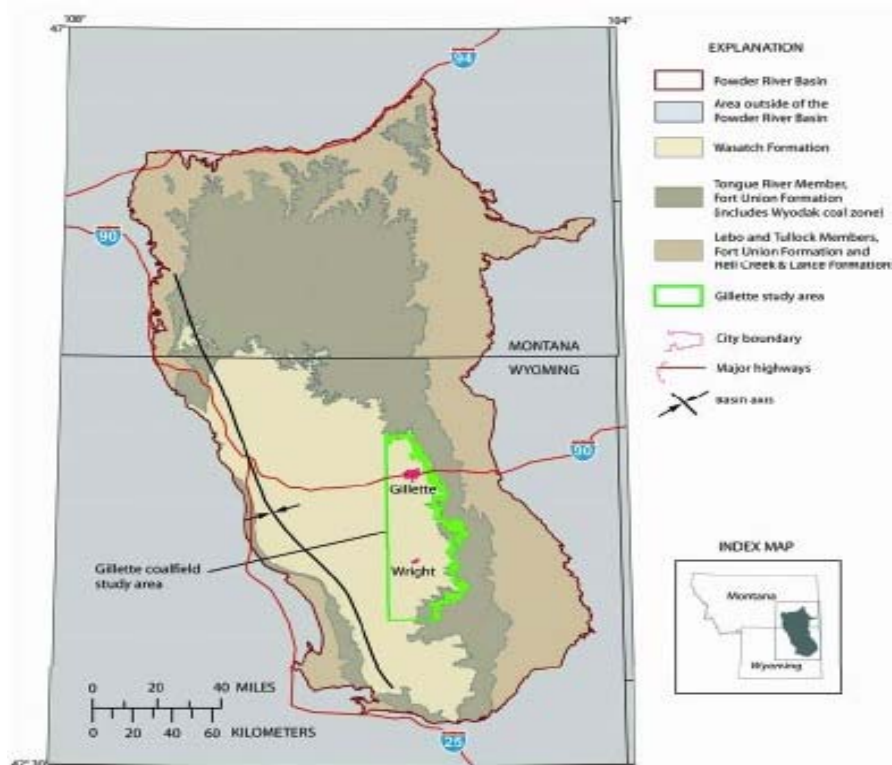 108°
104°
47°
94
EXPLANATION
Powder River Basin
Area outside of the
Powder River Basin
Wasatch Formation
Tongue River Member,
Fort Union Formation
(includes Wyodak coal zone)
Lebo and Tullock Members,
Fort Union Formation and
Hell Creek & Lance Formation
Gillette study area
City boundary
Major highways
Basin axis
90
MONTANA
WYOMING
90
Gillette
Wright
Gillette coalfield
study area
INDEX MAP
Montana
Wyoming
0 20 40 MILES
0 20 40 60 KILOMETERS
25